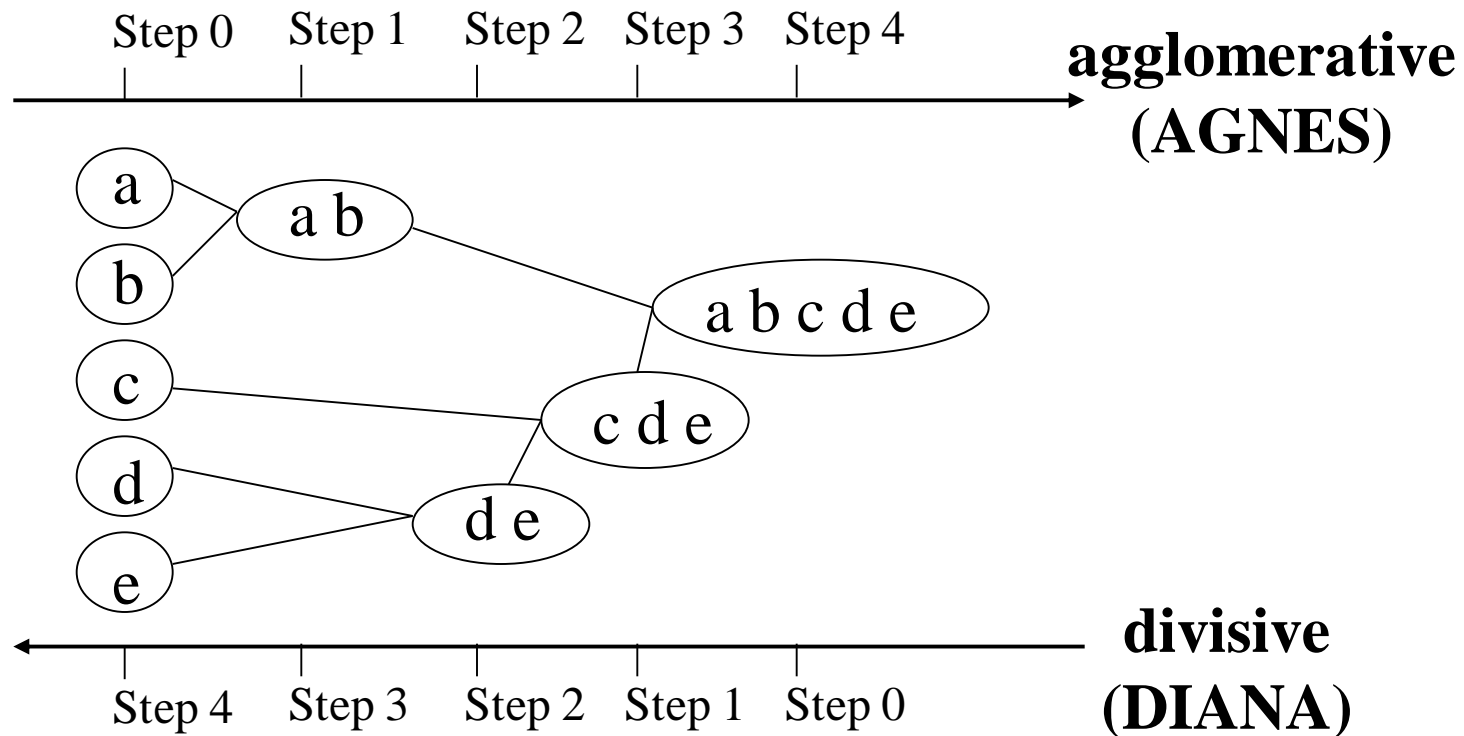 Step 0 Step 1 Step 2 Step 3 Step 4
agglomerative
(AGNES)
a
a b
b
a b c d e
c
c d e
d
d e
e
divisive
(DIANA)
Step 4 Step 3 Step 2 Step 1 Step 0